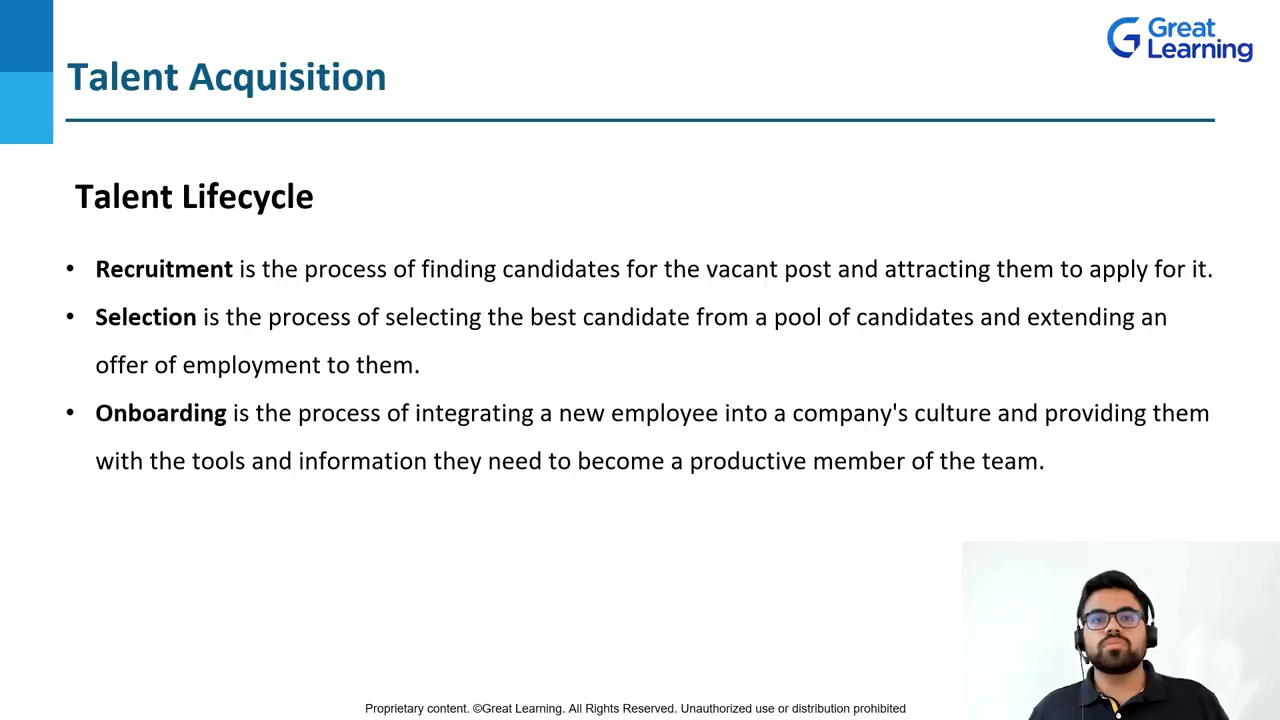 Great
Learning
Talent Acquisition
Talent Lifecycle
• Recruitment is the process of finding candidates for the vacant post and attracting them to apply for it.
• Selection is the process of selecting the best candidate from a pool of candidates and extending an
offer of employment to them.
• Onboarding is the process of integrating a new employee into a company's culture and providing them
with the tools and information they need to become a productive member of the team.
Proprietary content. ©Great Learning. All Rights Reserved. Unauthorized use or distribution prohibited